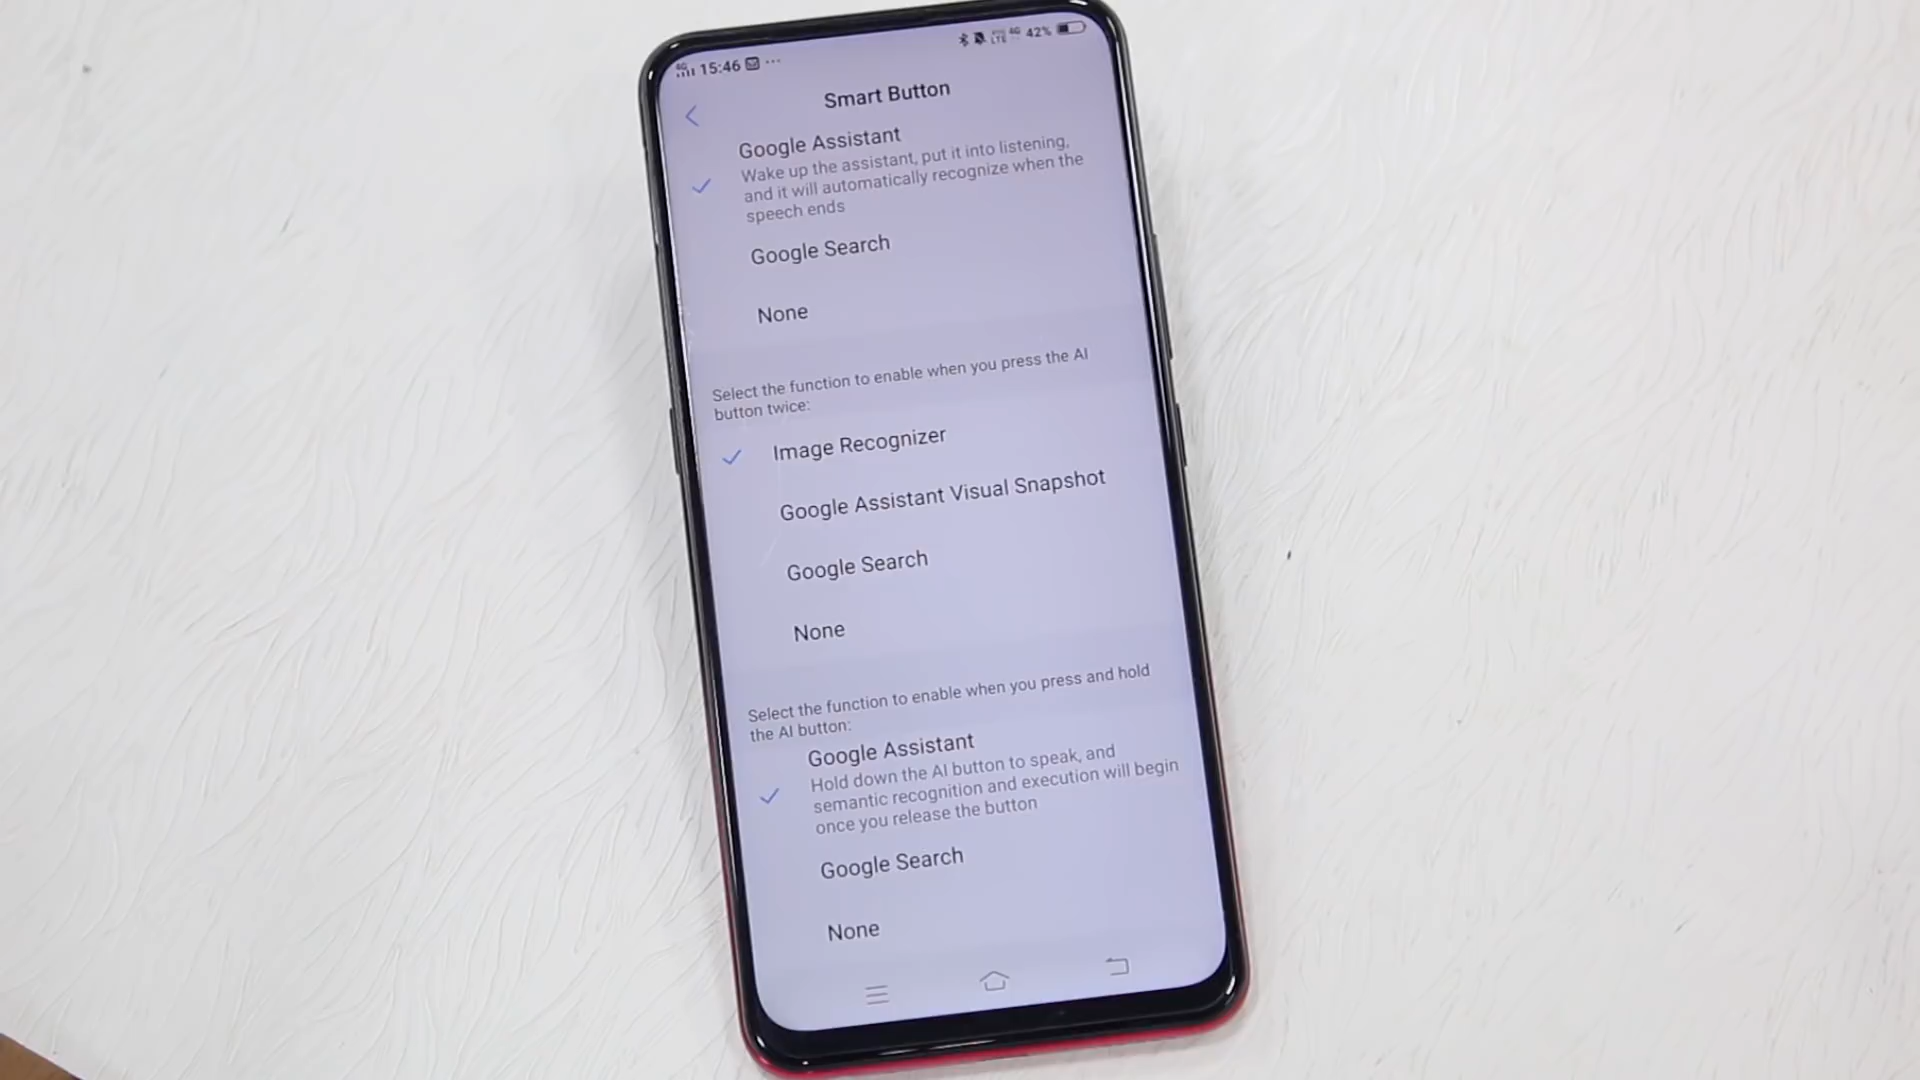 15:46 ... 42%
Smart Button
Google Assistant
Wake up the assistant, put it into listening,
and it will automatically recognize when the
speech ends
Google Search
None
Select the function to enable when you press the AI
button twice:
Image Recognizer
Google Assistant Visual Snapshot
Google Search
None
Select the function to enable when you press and hold
the AI button:
Google Assistant
Hold down the AI button to speak, and
semantic recognition and execution will begin
once you release the button
Google Search
None